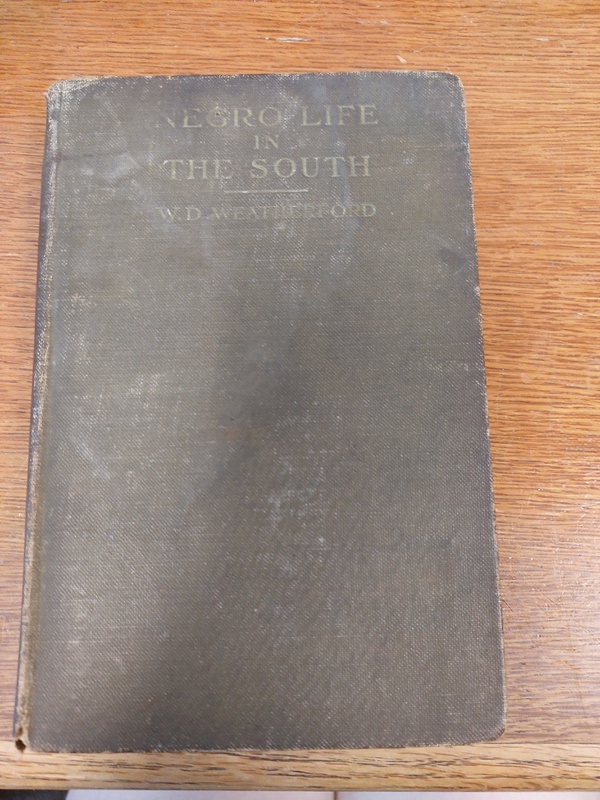 NEGRO LIFE
IN
THE SOUTH
W.D. WEATHERFORD